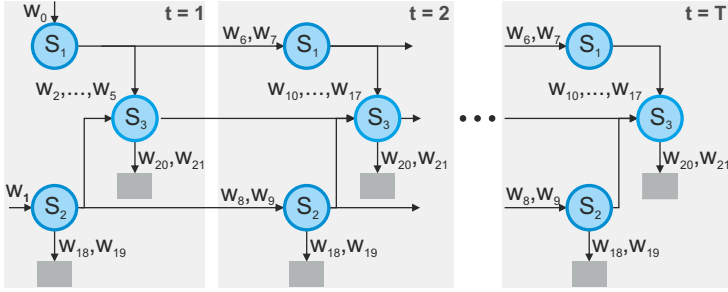 W₀
t = 1
t = 2
t = T
S₁
W₆,W₇
S₁
W₆,W₇
S₁
W₂,...,W₅
W₁₀,...,W₁₇
W₁₀,...,W₁₇
S₃
S₃
S₃
W₂₀,W₂₁
W₂₀,W₂₁
W₂₀,W₂₁
W₁
S₂
W₈,W₉
S₂
W₈,W₉
S₂
W₁₈,W₁₉
W₁₈,W₁₉
W₁₈,W₁₉